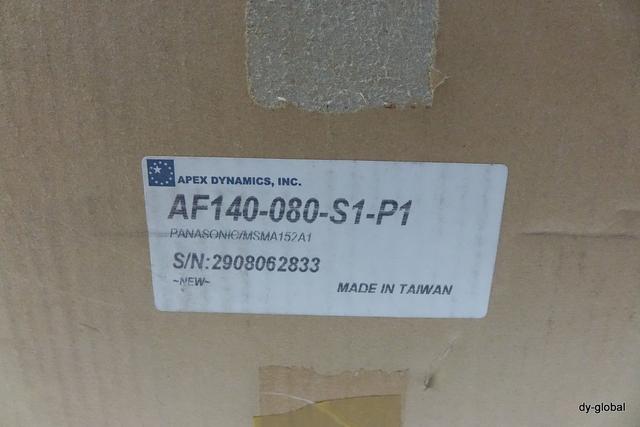 APEX DYNAMICS, INC.
AF140-080-S1-P1
PANASONIC/MSMA152A1
S/N:2908062833
~NEW~
MADE IN TAIWAN
dy-global